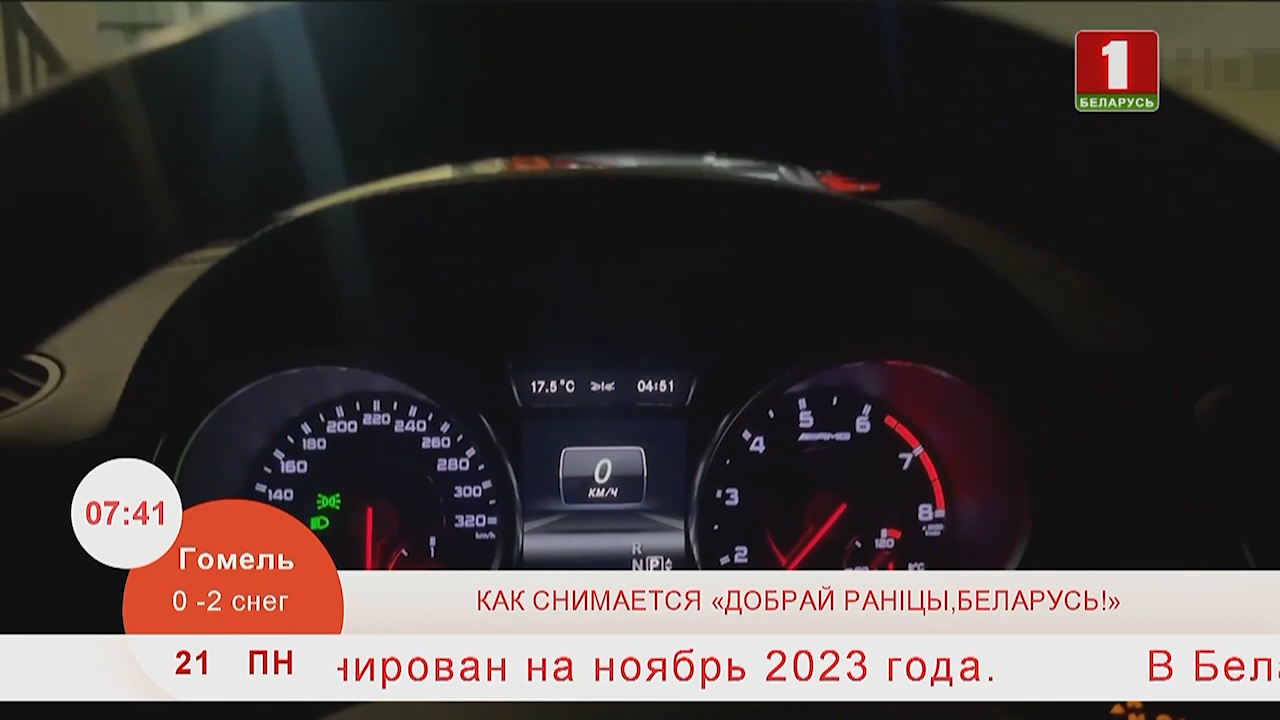 1
HD
БЕЛАРУСЬ
17.5°C 04:51
140 160 180 200 220 240 260 280 300 320
km/h
0
КМ/Ч
R
N P
2 3 4 5 6 7 8
AMG
120
07:41
Гомель
0 -2 снег
КАК СНИМАЕТСЯ «ДОБРАЙ РАНІЦЫ,БЕЛАРУСЬ!»
21 ПН
нирован на ноябрь 2023 года. В Бела